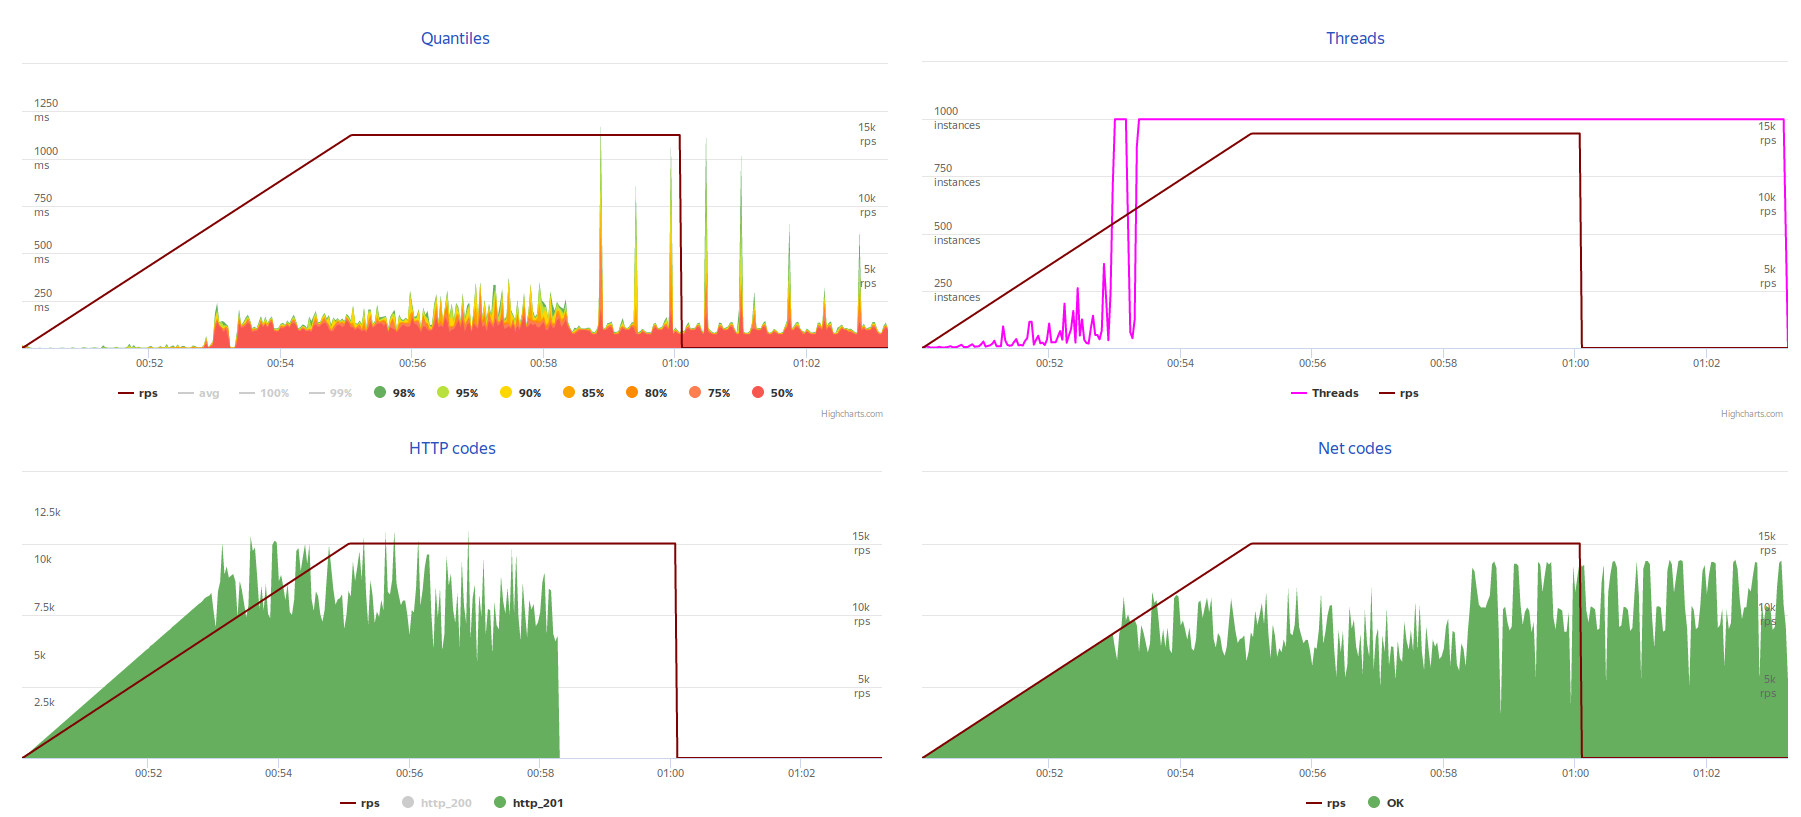 Quantiles
1250
ms
1000
ms
750
ms
500
ms
250
ms
15k
rps
10k
rps
5k
rps
00:52
00:54
00:56
00:58
01:00
01:02
rps
avg
100%
99%
98%
95%
90%
85%
80%
75%
50%
Highcharts.com
Threads
1000
instances
750
instances
500
instances
250
instances
15k
rps
10k
rps
5k
rps
00:52
00:54
00:56
00:58
01:00
01:02
Threads
rps
Highcharts.com
HTTP codes
12.5k
10k
7.5k
5k
2.5k
15k
rps
10k
rps
5k
rps
00:52
00:54
00:56
00:58
01:00
01:02
rps
http_200
http_201
Net codes
15k
rps
10k
rps
5k
rps
00:52
00:54
00:56
00:58
01:00
01:02
rps
OK